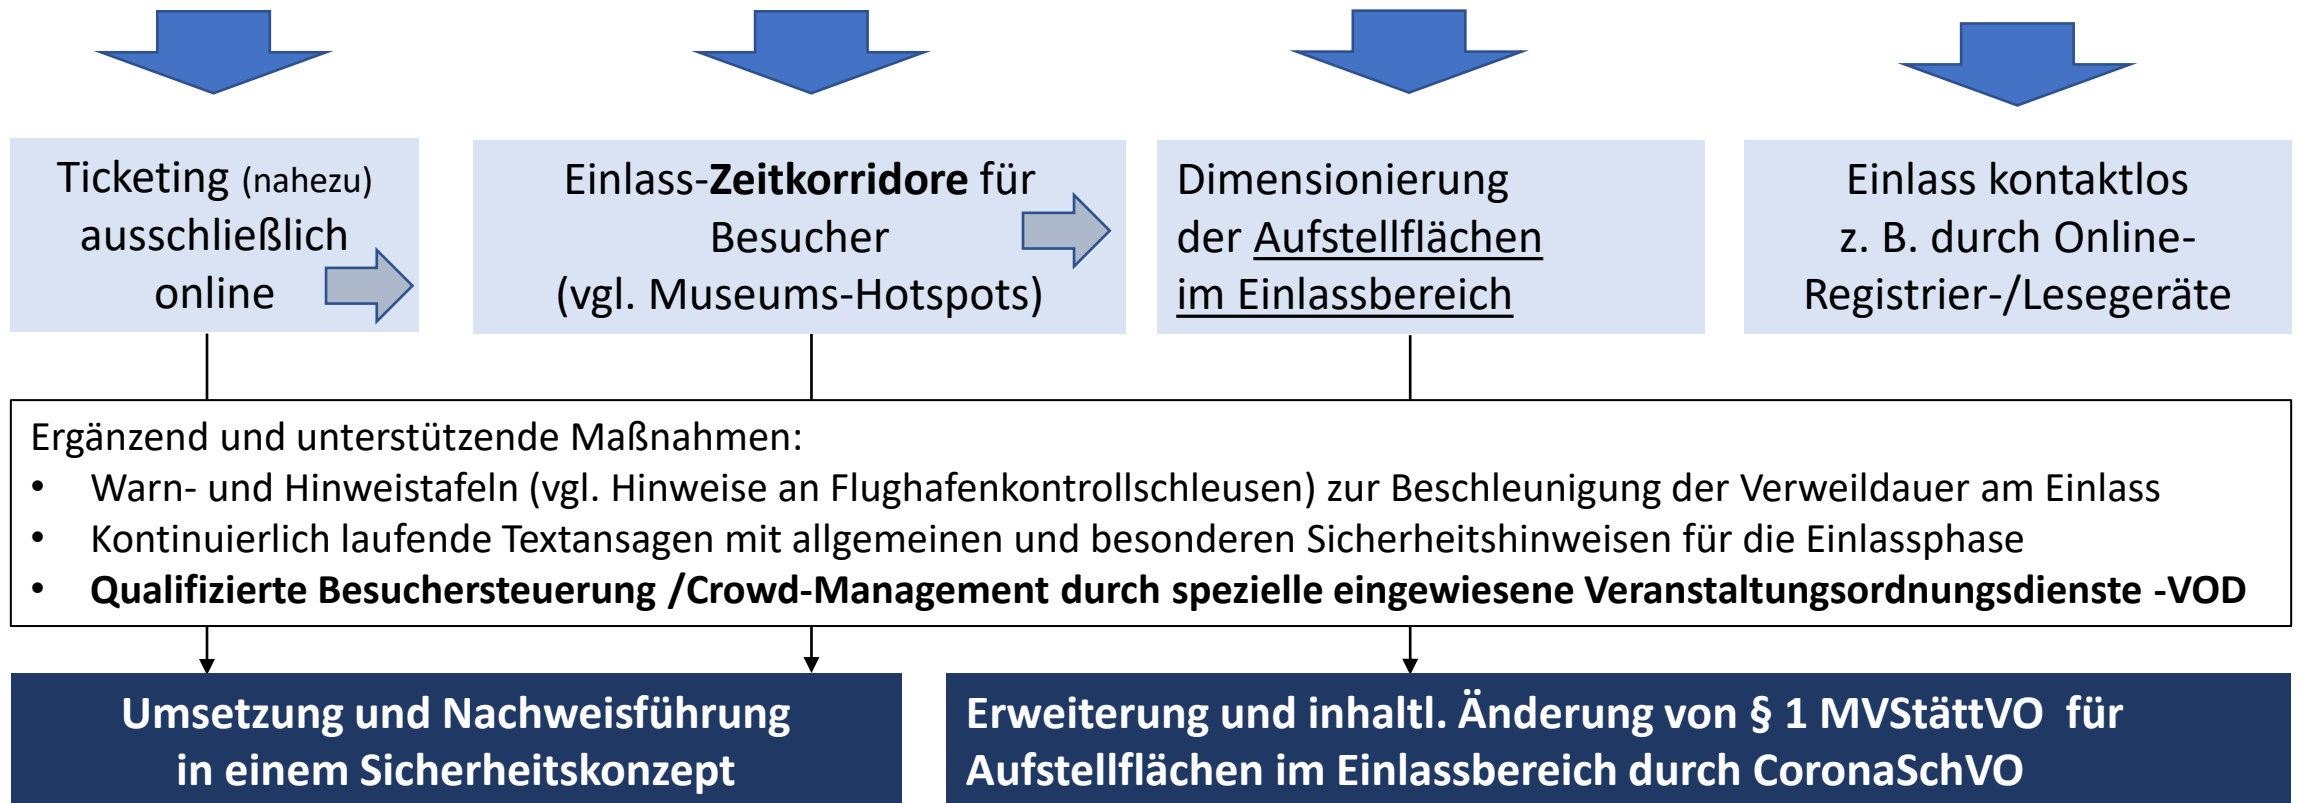 Ticketing (nahezu)
ausschließlich
online
Einlass-Zeitkorridore für
Besucher
(vgl. Museums-Hotspots)
Dimensionierung
der Aufstellflächen
im Einlassbereich
Einlass kontaktlos
z. B. durch Online-
Registrier-/Lesegeräte
Ergänzend und unterstützende Maßnahmen:
• Warn- und Hinweistafeln (vgl. Hinweise an Flughafenkontrollschleusen) zur Beschleunigung der Verweildauer am Einlass
• Kontinuierlich laufende Textansagen mit allgemeinen und besonderen Sicherheitshinweisen für die Einlassphase
• Qualifizierte Besuchersteuerung /Crowd-Management durch spezielle eingewiesene Veranstaltungsordnungsdienste -VOD
Umsetzung und Nachweisführung
in einem Sicherheitskonzept
Erweiterung und inhaltl. Änderung von § 1 MVStättVO für
Aufstellflächen im Einlassbereich durch CoronaSchVO